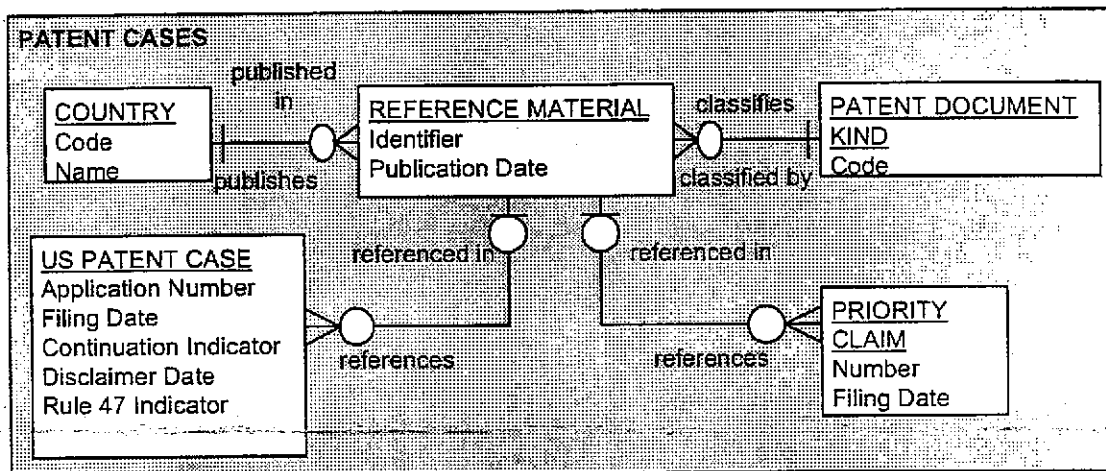 PATENT CASES
published
in
COUNTRY
Code
Name
publishes
REFERENCE MATERIAL
Identifier
Publication Date
classifies
classified by
PATENT DOCUMENT
KIND
Code
US PATENT CASE
Application Number
Filing Date
Continuation Indicator
Disclaimer Date
Rule 47 Indicator
referenced in
references
referenced in
references
PRIORITY
CLAIM
Number
Filing Date